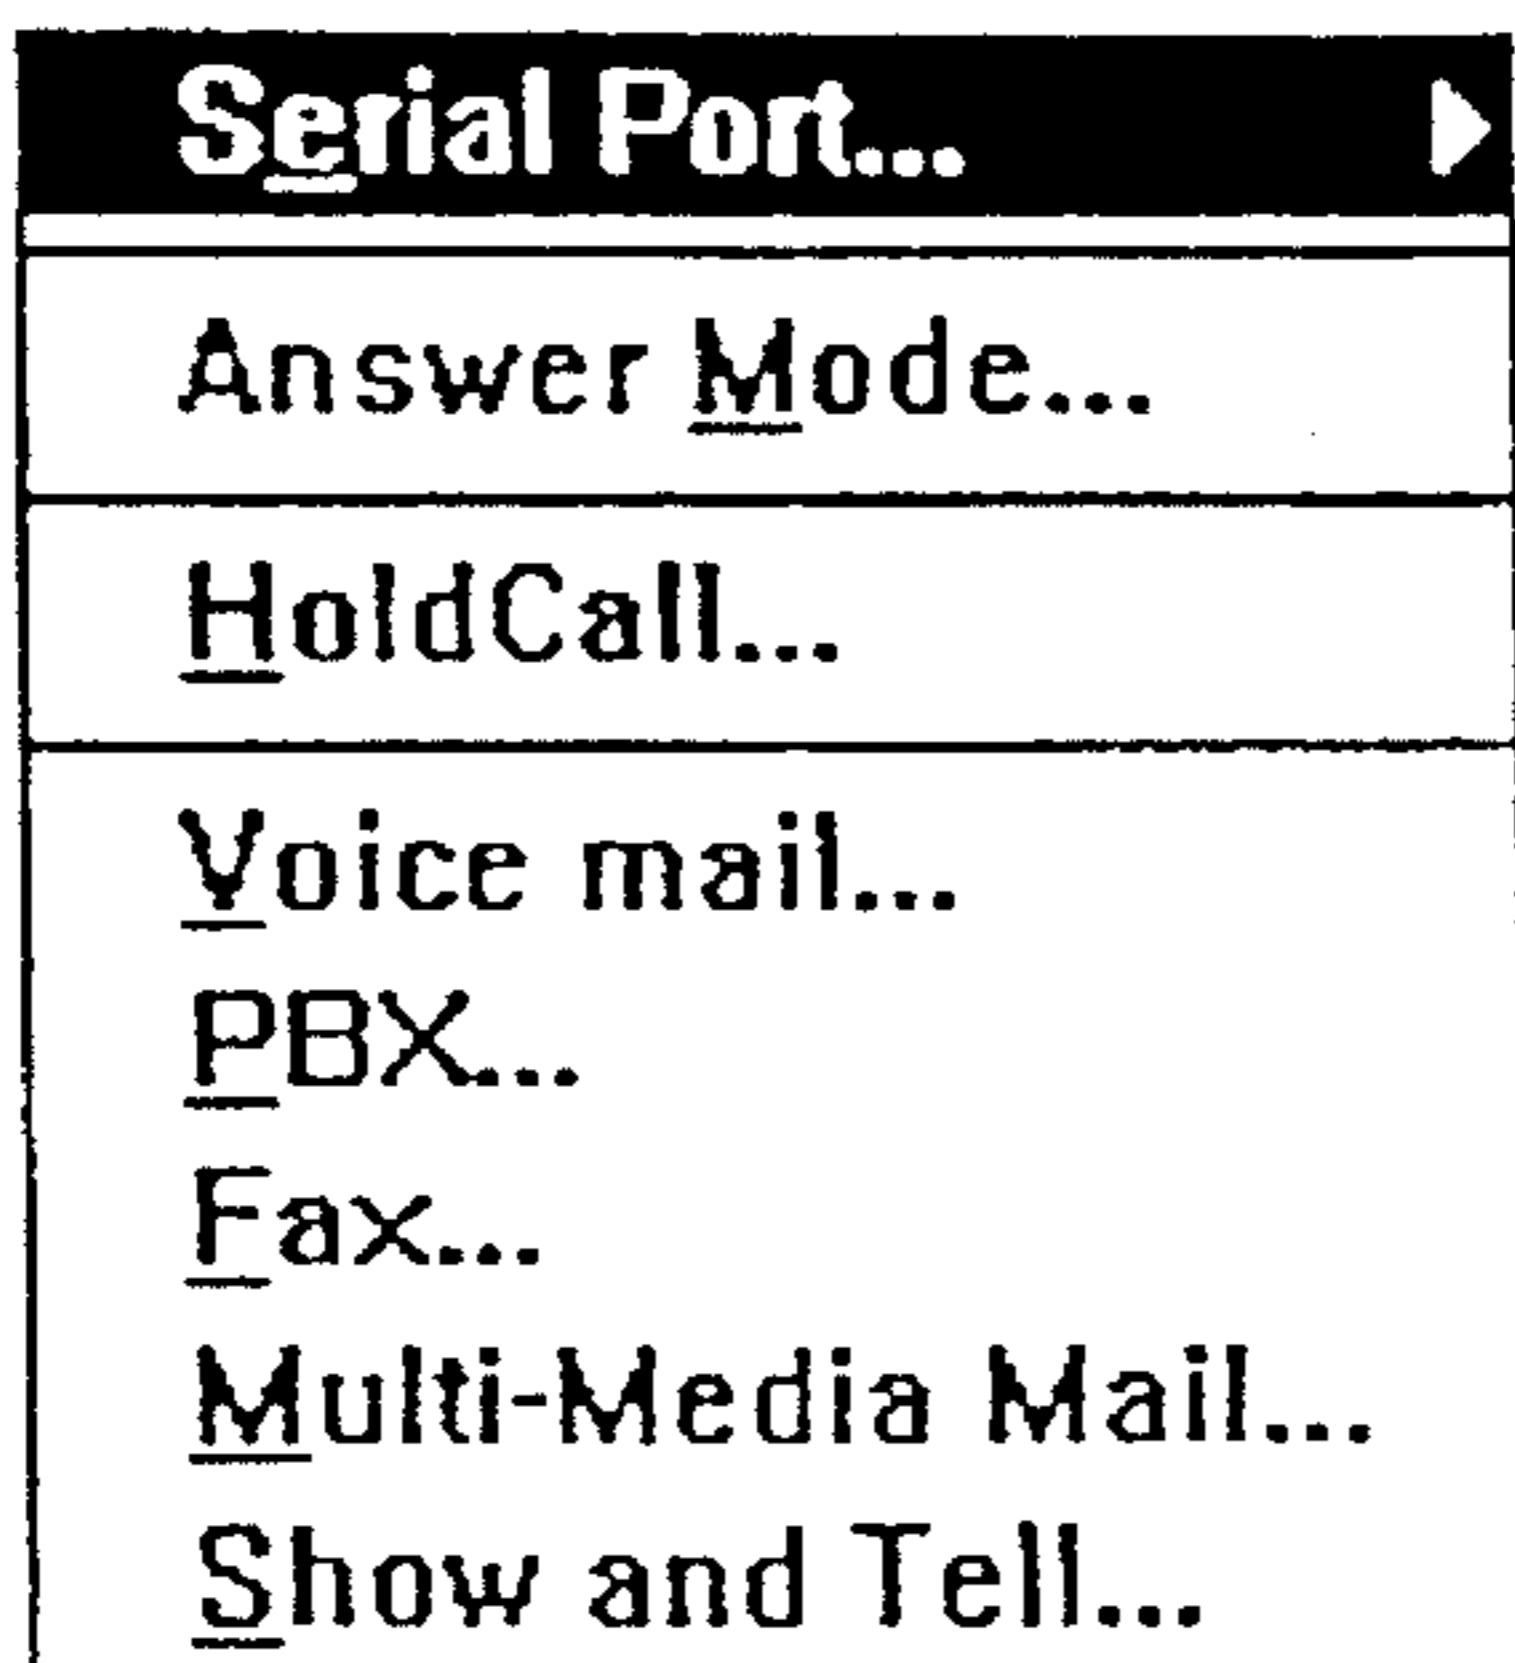 Serial Port...
Answer Mode...
HoldCall...
Voice mail...
PBX...
Fax...
Multi-Media Mail...
Show and Tell...